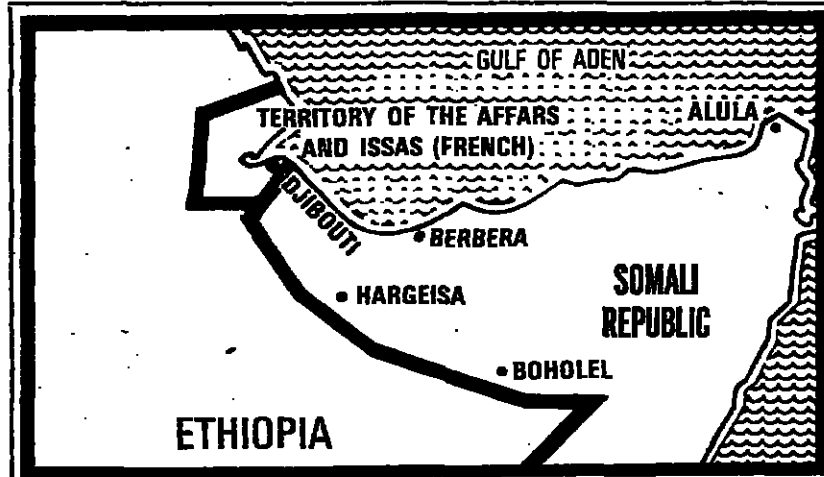 GULF OF ADEN
ALULA
TERRITORY OF THE AFFARS
AND ISSAS (FRENCH)
DJIBOUTI
BERBERA
HARGEISA
SOMALI
REPUBLIC
BOHOLEL
ETHIOPIA